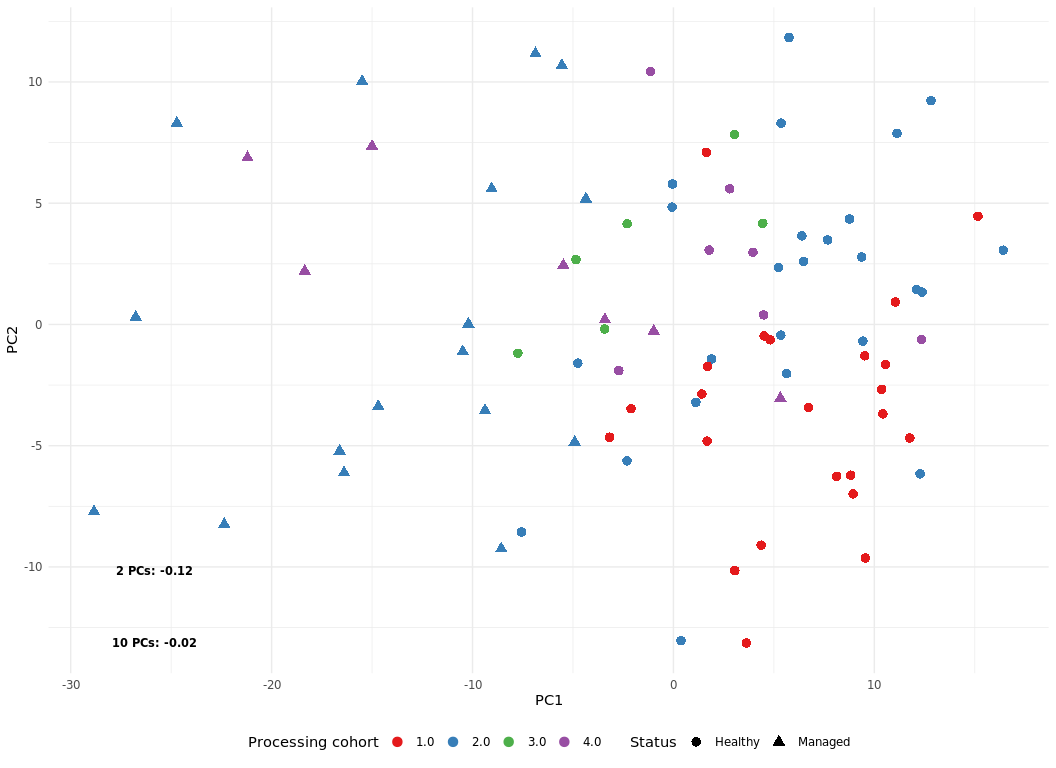 10
5
0
-5
-10
PC2
2 PCs: -0.12
10 PCs: -0.02
-30 -20 -10 0 10
PC1
Processing cohort 1.0 2.0 3.0 4.0 Status Healthy Managed